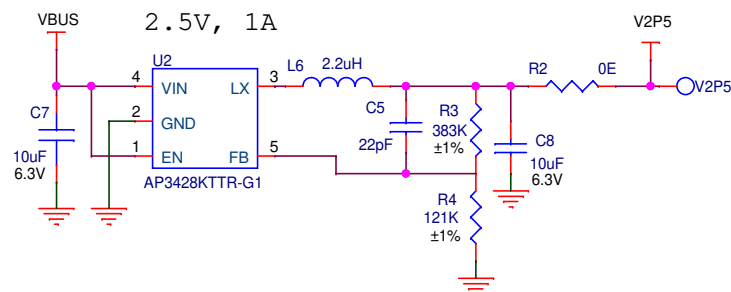 2.5V, 1A
VBUS
V2P5
U2
L6
2.2uH
R2
0E
4
VIN
LX
3
C7
2
GND
C5
22pF
R3
383K
±1%
C8
10uF
6.3V
V2P5
10uF
6.3V
1
EN
FB
5
AP3428KTTR-G1
R4
121K
±1%